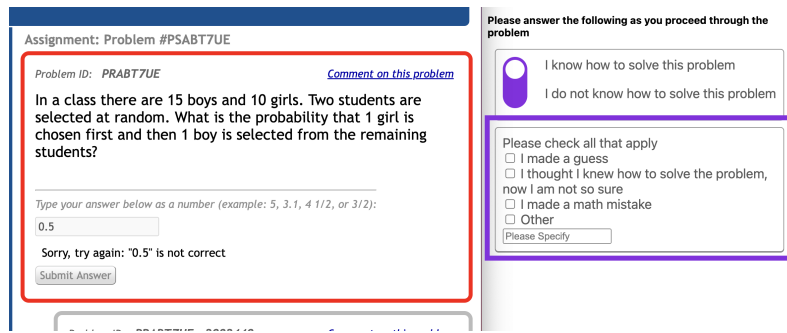 Assignment: Problem #PSABT7UE
Problem ID: PRABT7UE Comment on this problem
In a class there are 15 boys and 10 girls. Two students are
selected at random. What is the probability that 1 girl is
chosen first and then 1 boy is selected from the remaining
students?
Type your answer below as a number (example: 5, 3.1, 4 1/2, or 3/2):
0.5
Sorry, try again: "0.5" is not correct
Submit Answer
Please answer the following as you proceed through the
problem
I know how to solve this problem
I do not know how to solve this problem
Please check all that apply
I made a guess
I thought I knew how to solve the problem,
now I am not so sure
I made a math mistake
Other
Please Specify